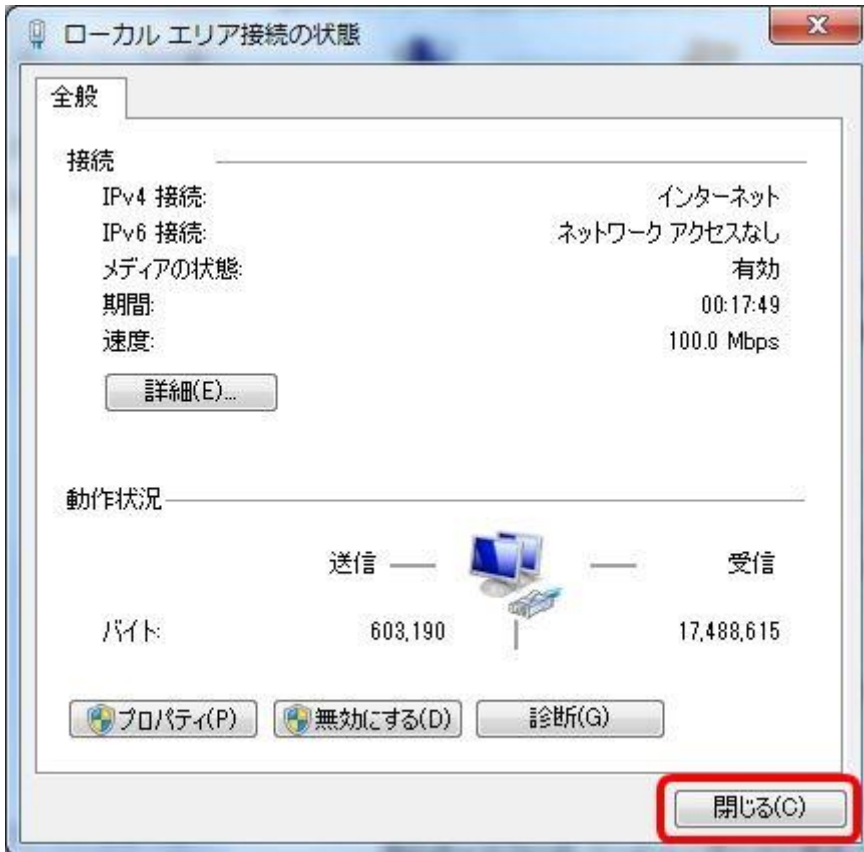 ローカル エリア接続の状態
全般
接続
IPv4 接続: インターネット
IPv6 接続: ネットワーク アクセスなし
メディアの状態: 有効
期間: 00:17:49
速度: 100.0 Mbps
詳細(E)...
動作状況
送信 受信
バイト: 603,190 17,488,615
プロパティ(P) 無効にする(D) 診断(G)
閉じる(C)